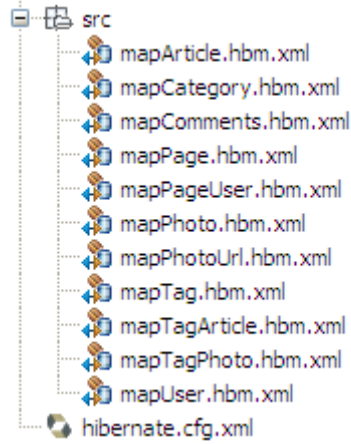 src
mapArticle.hbm.xml
mapCategory.hbm.xml
mapComments.hbm.xml
mapPage.hbm.xml
mapPageUser.hbm.xml
mapPhoto.hbm.xml
mapPhotoUrl.hbm.xml
mapTag.hbm.xml
mapTagArticle.hbm.xml
mapTagPhoto.hbm.xml
mapUser.hbm.xml
hibernate.cfg.xml